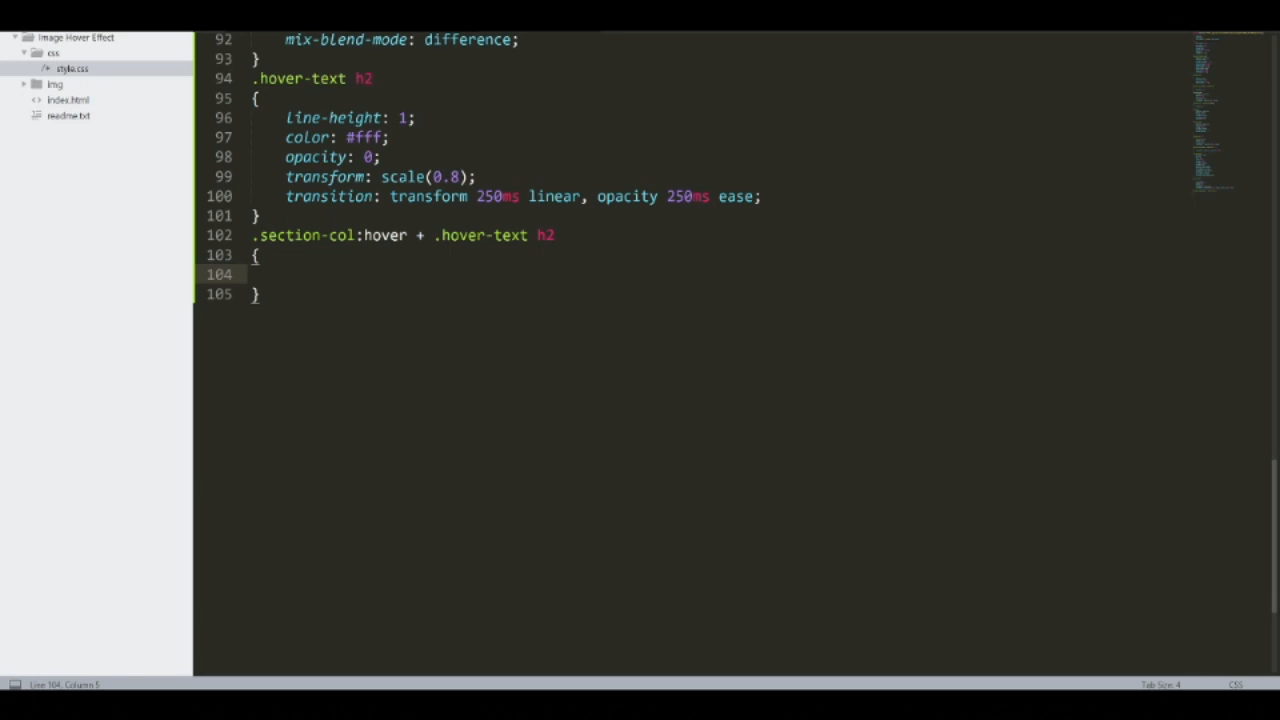 Image Hover Effect
css
/* style.css
img
<> index.html
readme.txt
92 mix-blend-mode: difference;
93 }
94 .hover-text h2
95 {
96 line-height: 1;
97 color: #fff;
98 opacity: 0;
99 transform: scale(0.8);
100 transition: transform 250ms linear, opacity 250ms ease;
101 }
102 .section-col:hover + .hover-text h2
103 {
104
105 }
Line 104, Column 5
Tab Size: 4
CSS